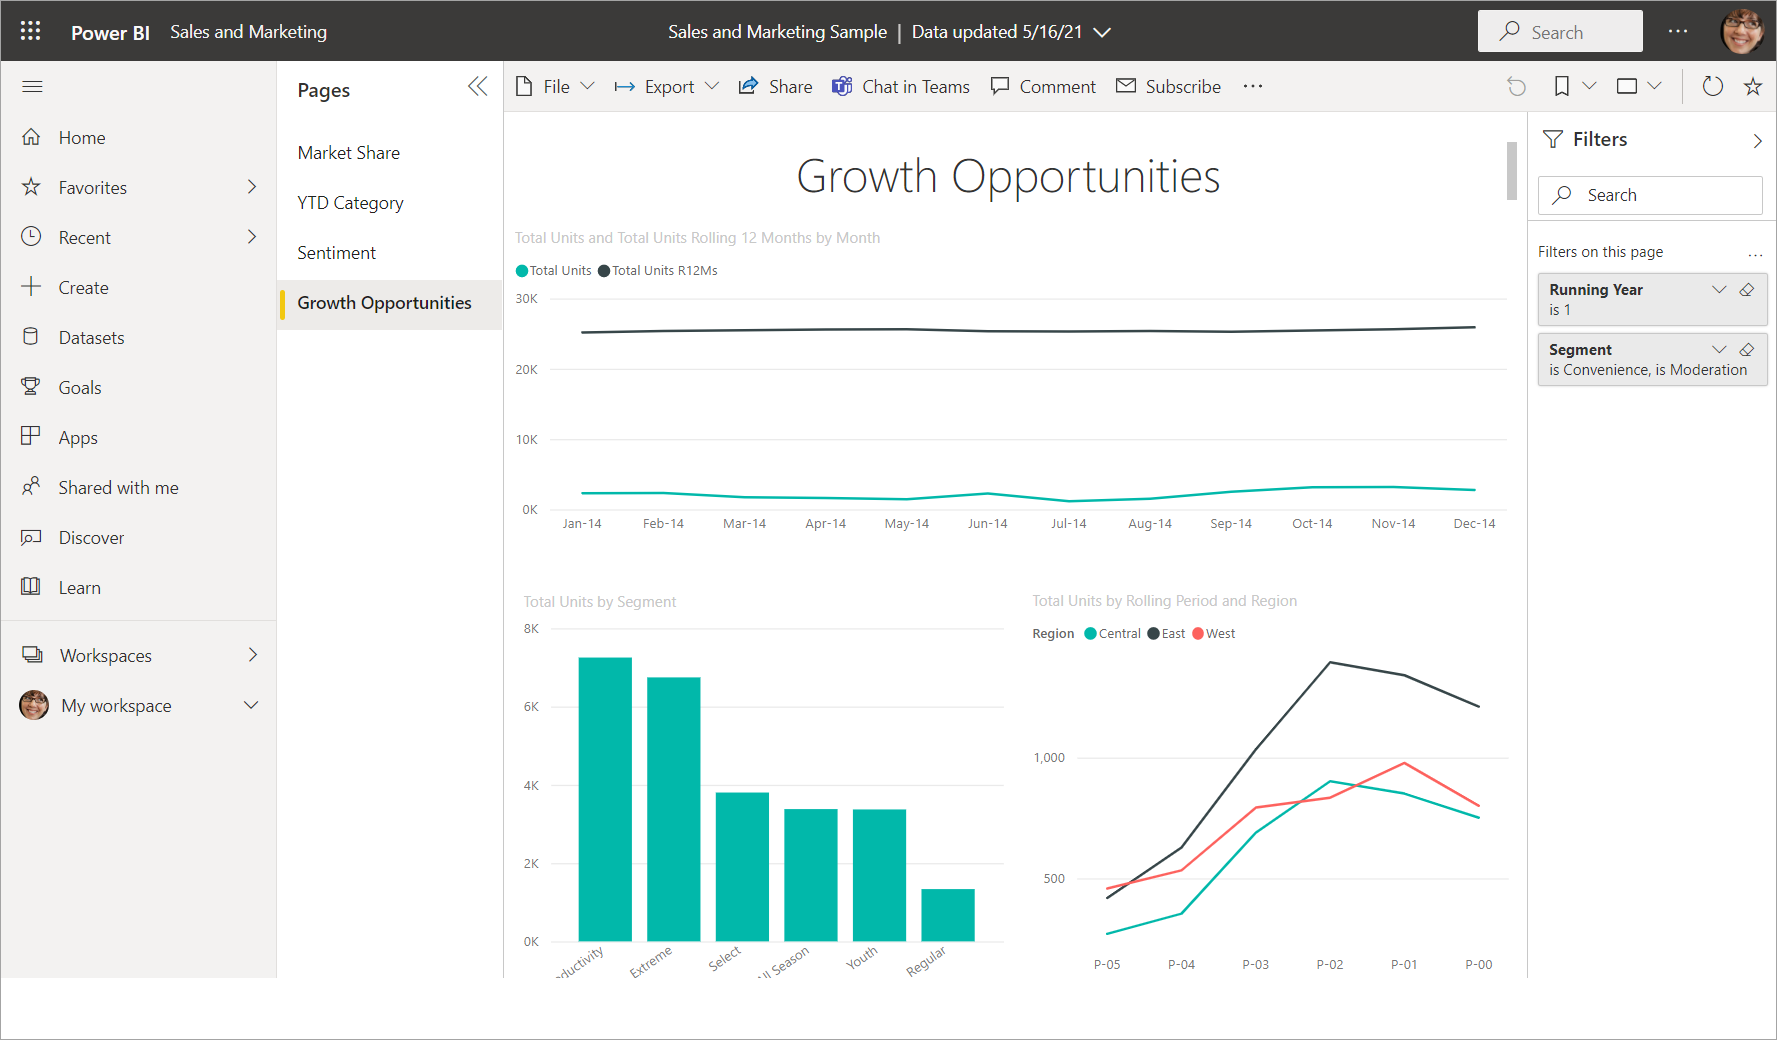 Power BI Sales and Marketing
Sales and Marketing Sample | Data updated 5/16/21
Search
Home
Favorites
Recent
Create
Datasets
Goals
Apps
Shared with me
Discover
Learn
Workspaces
My workspace
Pages
Market Share
YTD Category
Sentiment
Growth Opportunities
File Export Share Chat in Teams Comment Subscribe
Growth Opportunities
Total Units and Total Units Rolling 12 Months by Month
Total Units Total Units R12Ms
30K
20K
10K
0K
Jan-14 Feb-14 Mar-14 Apr-14 May-14 Jun-14 Jul-14 Aug-14 Sep-14 Oct-14 Nov-14 Dec-14
Total Units by Segment
8K
6K
4K
2K
0K
oductivity Extreme Select All Season Youth Regular
Total Units by Rolling Period and Region
Region Central East West
1,000
500
P-05 P-04 P-03 P-02 P-01 P-00
Filters
Search
Filters on this page
Running Year
is 1
Segment
is Convenience, is Moderation